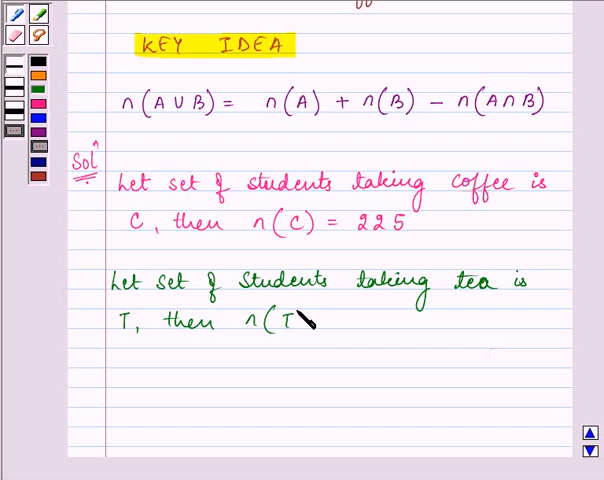 KEY IDEA
n(A∪B) = n(A) + n(B) - n(A∩B)
Solⁿ
Let set of students taking coffee is
C, then n(C) = 225
Let set of students taking tea is
T, then n(T